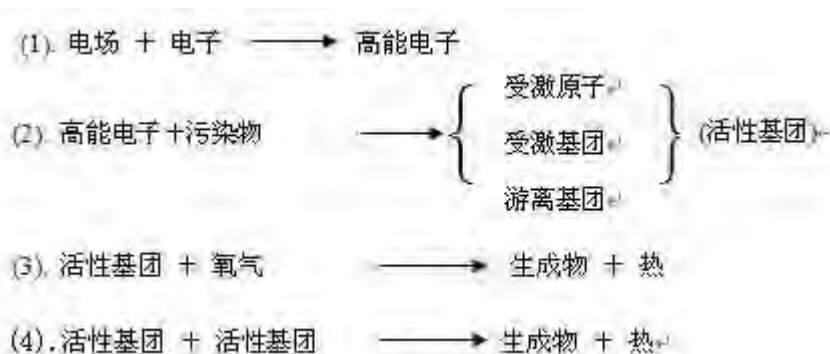 (1). 电场 + 电子 ⟶ 高能电子
受激原子
(2). 高能电子+污染物 ⟶ { 受激基团 } (活性基团)
游离基团
(3). 活性基团 + 氧气 ⟶ 生成物 + 热
(4).活性基团 + 活性基团 ⟶ 生成物 + 热